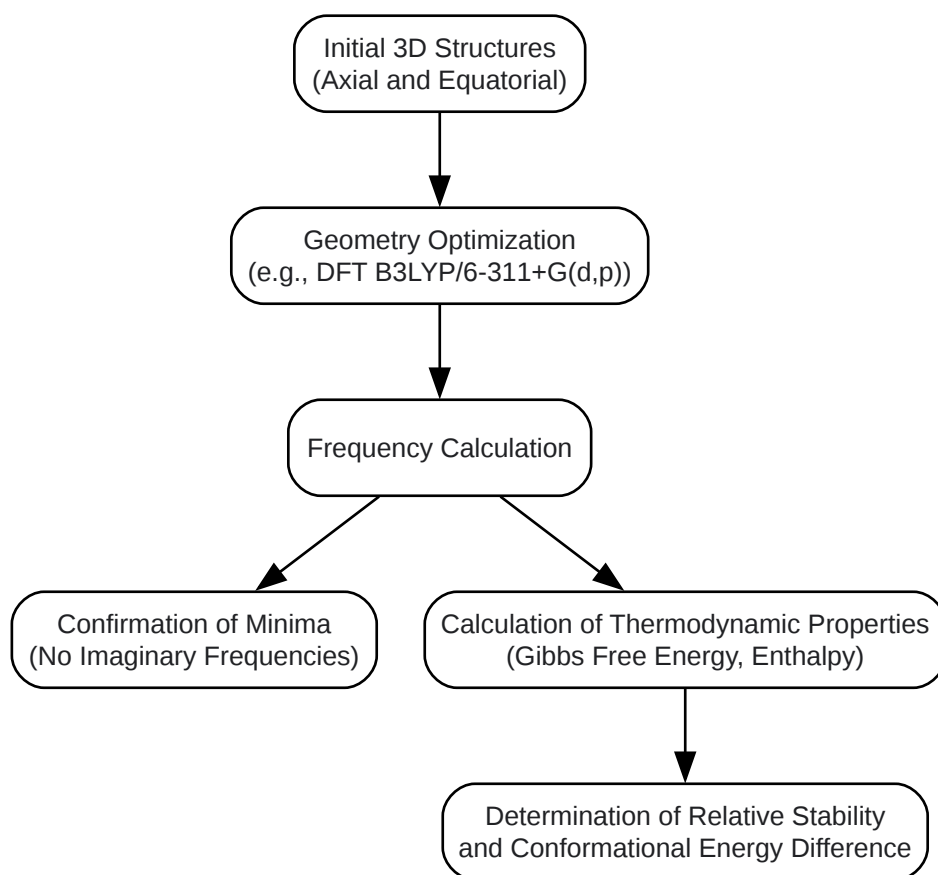 Initial 3D Structures
(Axial and Equatorial)
Geometry Optimization
(e.g., DFT B3LYP/6-311+G(d,p))
Frequency Calculation
Confirmation of Minima
(No Imaginary Frequencies)
Calculation of Thermodynamic Properties
(Gibbs Free Energy, Enthalpy)
Determination of Relative Stability
and Conformational Energy Difference